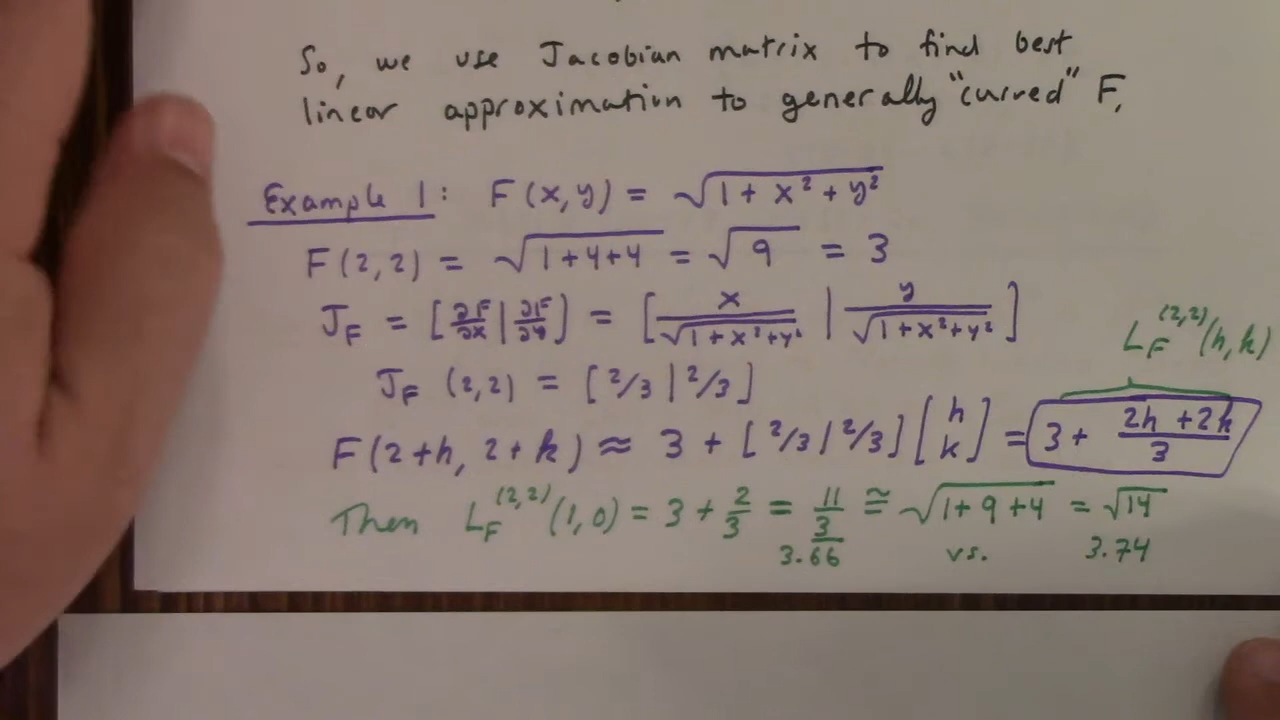 So, we use Jacobian matrix to find best
linear approximation to generally "curved" F.
Example 1: F(x,y) = √(1+x²+y²)
F(2,2) = √(1+4+4) = √9 = 3
J_F = [∂F/∂x | ∂F/∂y] = [x/√(1+x²+y²) | y/√(1+x²+y²)]
L_F^(2,2)(h,k)
J_F (2,2) = [2/3 | 2/3]
F(2+h, 2+k) ≈ 3 + [2/3 | 2/3] [h k] = 3 + (2h+2k)/3
Then L_F^(2,2)(1,0) = 3 + 2/3 = 11/3 ≅ √(1+9+4) = √14
3.66 vs. 3.74